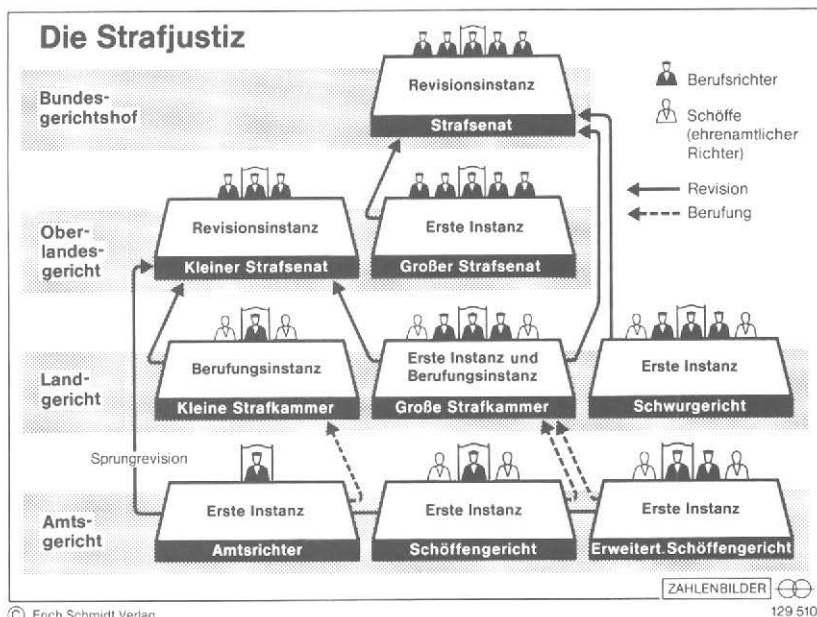 Die Strafjustiz
Bundes-
gerichtshof
Revisionsinstanz
Strafsenat
Berufsrichter
Schöffe
(ehrenamtlicher
Richter)
Revision
Berufung
Ober-
landes-
gericht
Revisionsinstanz
Kleiner Strafsenat
Erste Instanz
Großer Strafsenat
Land-
gericht
Berufungsinstanz
Kleine Strafkammer
Erste Instanz und
Berufungsinstanz
Große Strafkammer
Erste Instanz
Schwurgericht
Sprungrevision
Amts-
gericht
Erste Instanz
Amtsrichter
Erste Instanz
Schöffengericht
Erste Instanz
Erweitert.Schöffengericht
ZAHLENBILDER
© Erich Schmidt Verlag
129 510